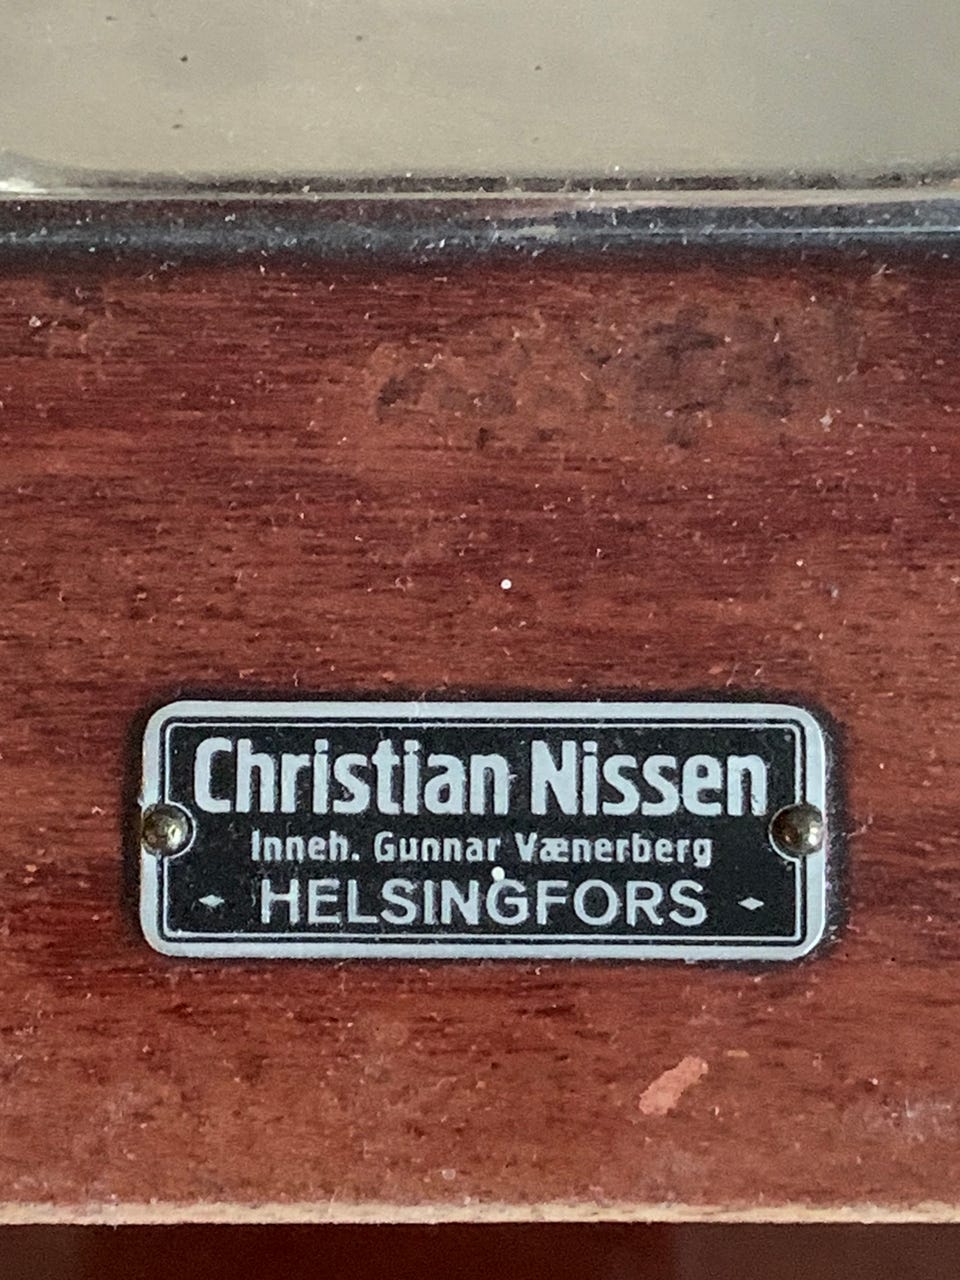 Christian Nissen
Inneh. Gunnar Vænerberg
HELSINGFORS